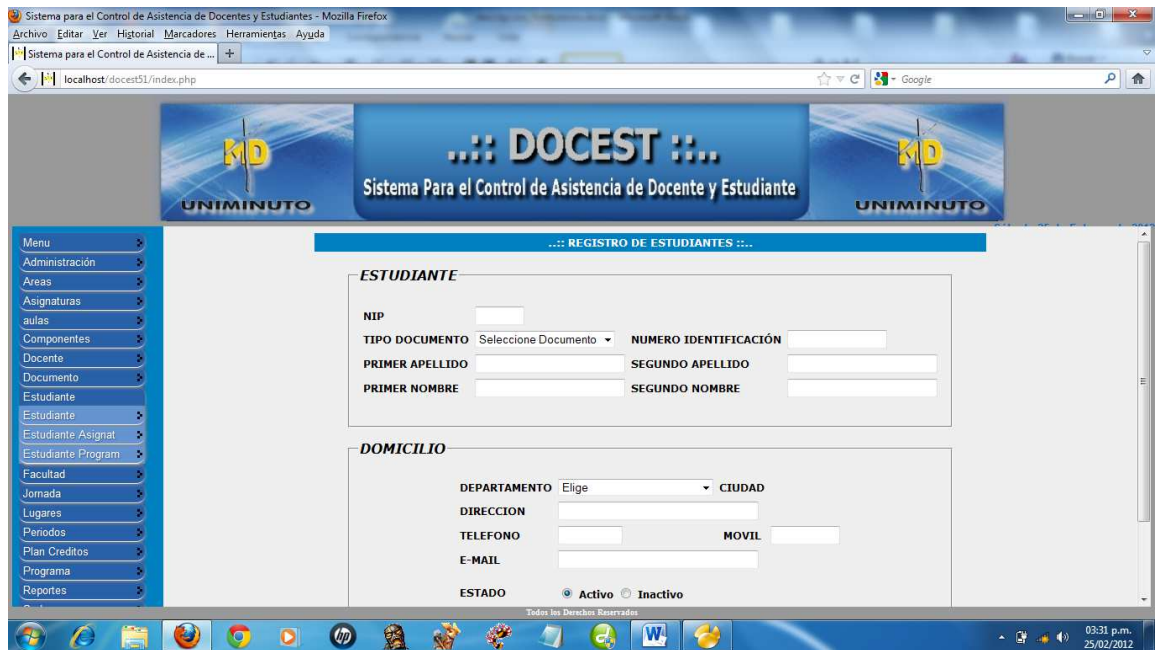 Sistema para el Control de Asistencia de Docentes y Estudiantes - Mozilla Firefox
Archivo Editar Ver Historial Marcadores Herramientas Ayuda
Sistema para el Control de Asistencia de ... +
localhost/docest51/index.php
Google
MD
UNIMINUTO
..:: DOCEST ::..
Sistema Para el Control de Asistencia de Docente y Estudiante
MD
UNIMINUTO
Menu
Administración
Areas
Asignaturas
aulas
Componentes
Docente
Documento
Estudiante
Estudiante
Estudiante Asignat
Estudiante Program
Facultad
Jornada
Lugares
Periodos
Plan Creditos
Programa
Reportes
..:: REGISTRO DE ESTUDIANTES ::..
ESTUDIANTE
NIP
TIPO DOCUMENTO Seleccione Documento NUMERO IDENTIFICACIÓN
PRIMER APELLIDO SEGUNDO APELLIDO
PRIMER NOMBRE SEGUNDO NOMBRE
DOMICILIO
DEPARTAMENTO Elige CIUDAD
DIRECCION
TELEFONO MOVIL
E-MAIL
ESTADO Activo Inactivo
Todos los Derechos Reservados
hp
W
03:31 p.m.
25/02/2012